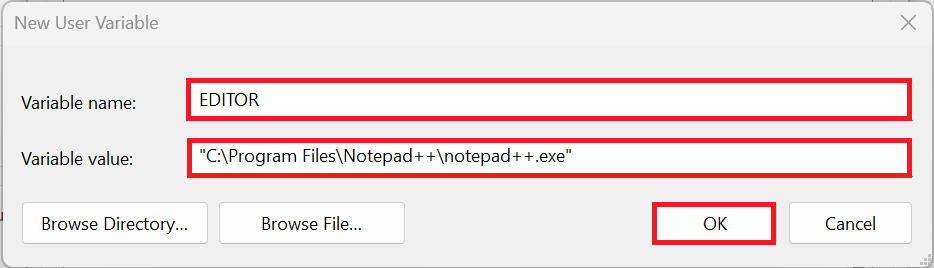 New User Variable
Variable name:
EDITOR
Variable value:
"C:\Program Files\Notepad++\notepad++.exe"
Browse Directory...
Browse File...
OK
Cancel